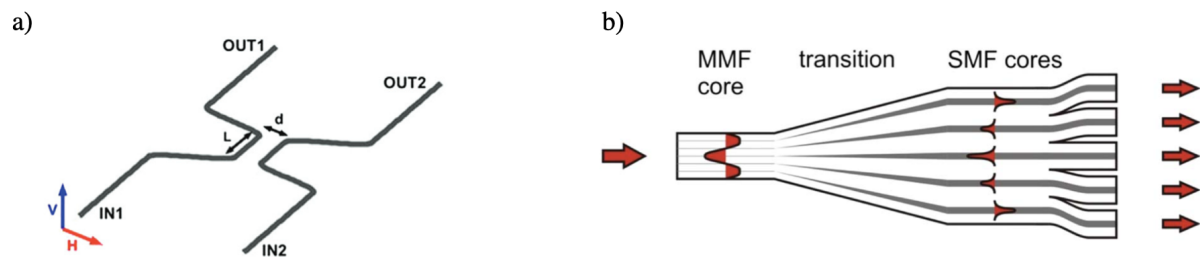 a)
OUT1
OUT2
d
L
IN1
V
H
IN2
b)
MMF core
transition
SMF cores